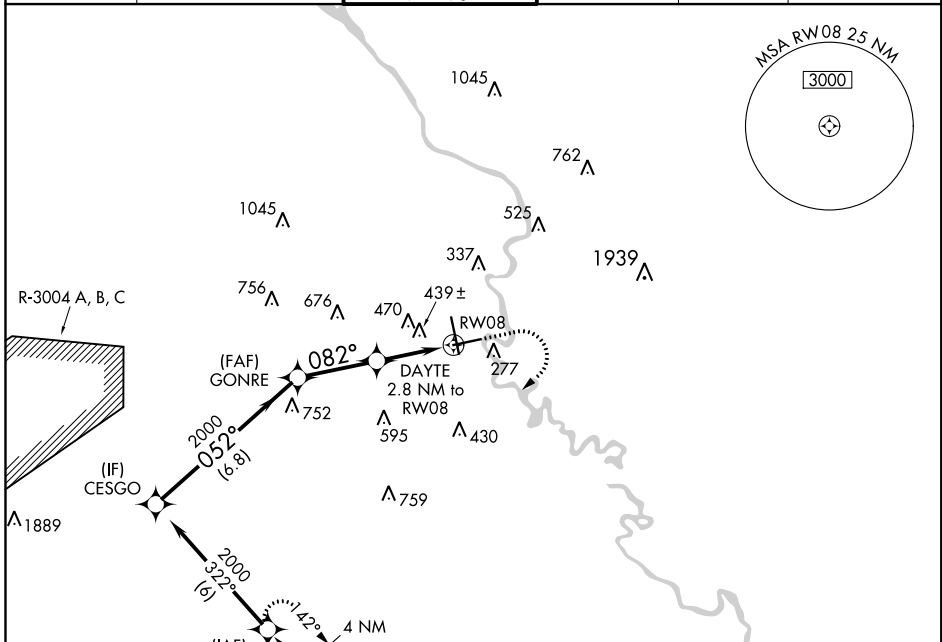 MSA RW08 25 NM
3000
1045
762
1045
525
337
1939
R-3004 A, B, C
756
676
470
439±
RW08
(FAF)
GONRE
082°
DAYTE
2.8 NM to
RW08
277
752
595
430
2000
052°
(6.8)
(IF)
CESGO
759
1889
2000
322°
(6)
142°
4 NM